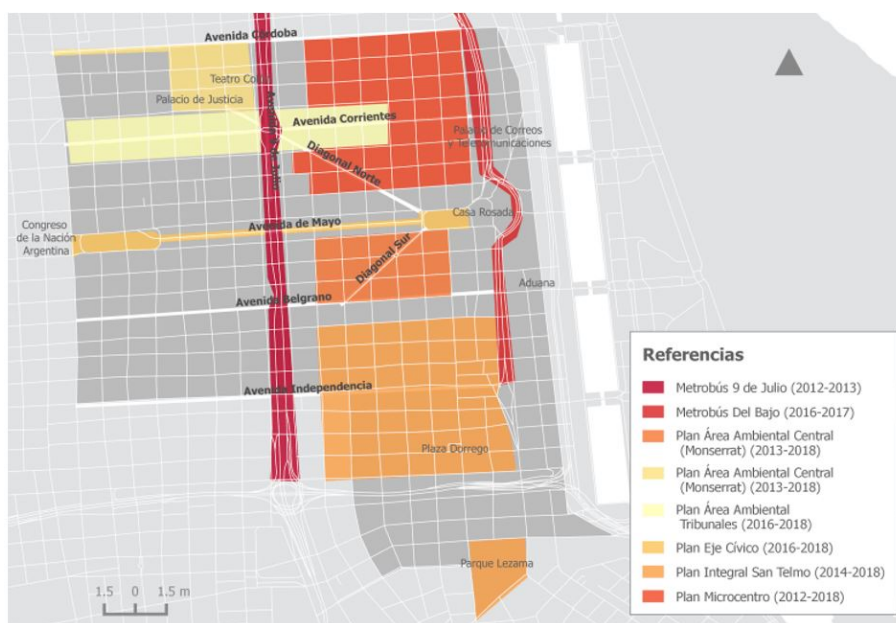 Avenida Córdoba
Teatro Colón
Palacio de Justicia
Avenida Corrientes
Avenida 9 de Julio
Palacio de Correos
y Telecomunicaciones
Diagonal Norte
Casa Rosada
Avenida de Mayo
Congreso
de la Nación
Argentina
Diagonal Sur
Aduana
Avenida Belgrano
Avenida Independencia
Plaza Dorrego
Parque Lezama
1.5 0 1.5 m
Referencias
Metrobús 9 de Julio (2012-2013)
Metrobús Del Bajo (2016-2017)
Plan Área Ambiental Central
(Monserrat) (2013-2018)
Plan Área Ambiental Central
(Monserrat) (2013-2018)
Plan Área Ambiental
Tribunales (2016-2018)
Plan Eje Cívico (2016-2018)
Plan Integral San Telmo (2014-2018)
Plan Microcentro (2012-2018)